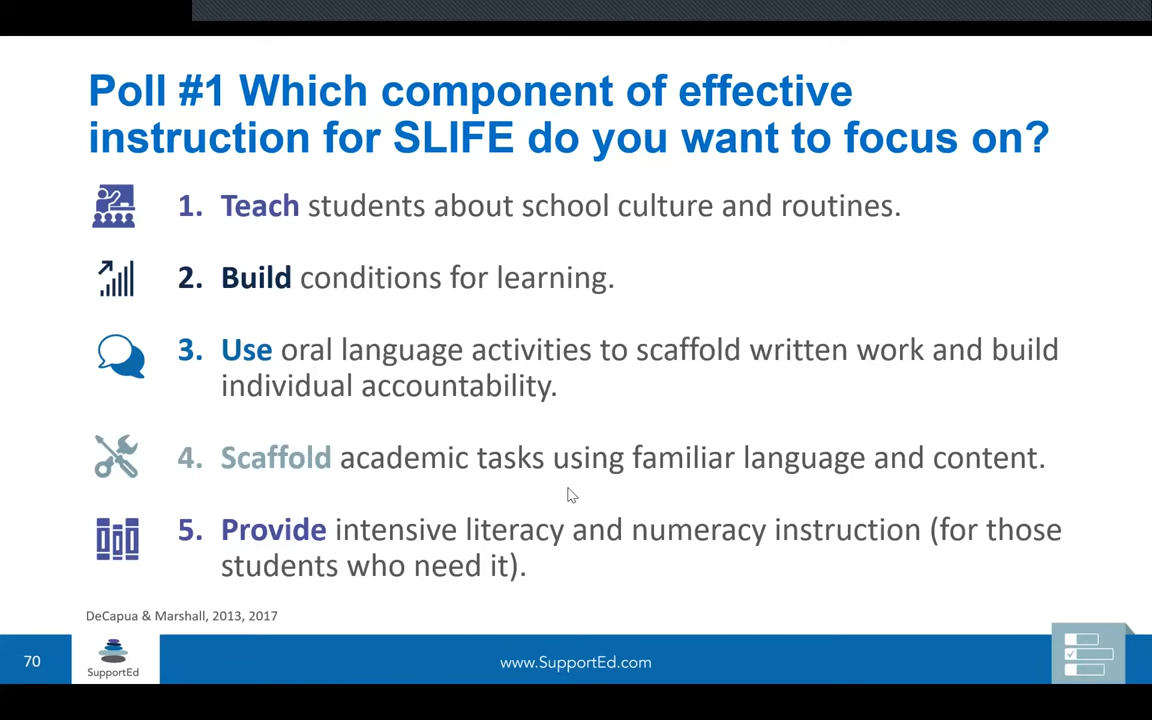 Poll #1 Which component of effective
instruction for SLIFE do you want to focus on?
1. Teach students about school culture and routines.
2. Build conditions for learning.
3. Use oral language activities to scaffold written work and build
individual accountability.
4. Scaffold academic tasks using familiar language and content.
5. Provide intensive literacy and numeracy instruction (for those
students who need it).
DeCapua & Marshall, 2013, 2017
70
SupportEd
www.SupportEd.com